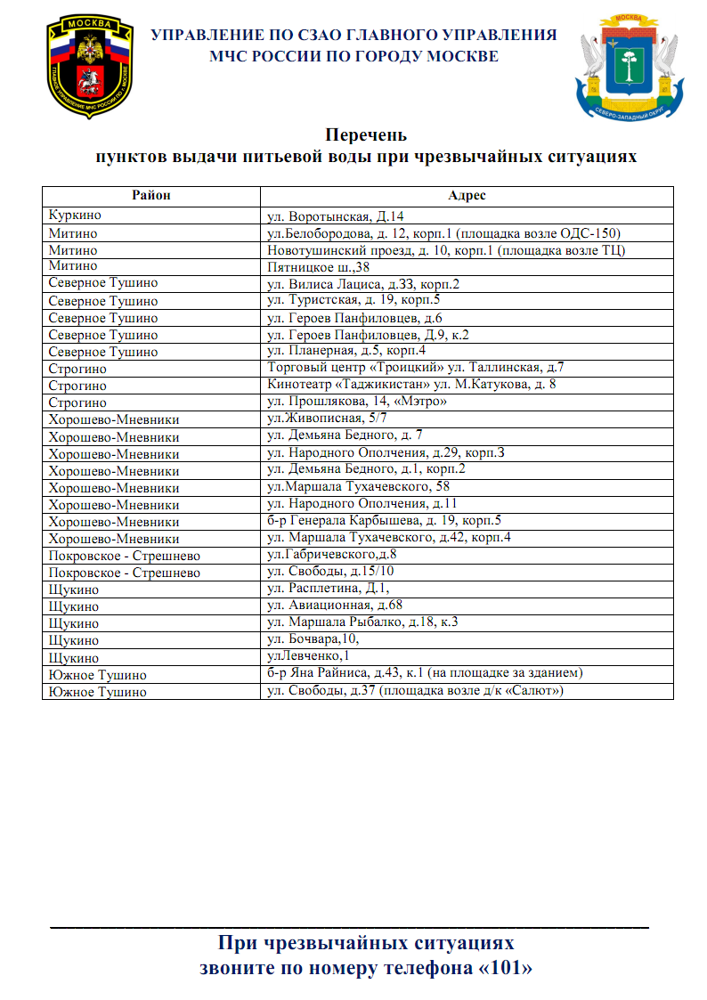 МОСКВА
ГЛАВНОЕ УПРАВЛЕНИЕ МЧС РОССИИ ПО г. МОСКВЕ
УПРАВЛЕНИЕ ПО СЗАО ГЛАВНОГО УПРАВЛЕНИЯ
МЧС РОССИИ ПО ГОРОДУ МОСКВЕ
МОСКВА
СЕВЕРО-ЗАПАДНЫЙ ОКРУГ
Перечень
пунктов выдачи питьевой воды при чрезвычайных ситуациях
Район Адрес
Куркино ул. Воротынская, Д.14
Митино ул.Белобородова, д. 12, корп.1 (площадка возле ОДС-150)
Митино Новотушинский проезд, д. 10, корп.1 (площадка возле ТЦ)
Митино Пятницкое ш.,38
Северное Тушино ул. Вилиса Лациса, д.ЗЗ, корп.2
Северное Тушино ул. Туристская, д. 19, корп.5
Северное Тушино ул. Героев Панфиловцев, д.6
Северное Тушино ул. Героев Панфиловцев, Д.9, к.2
Северное Тушино ул. Планерная, д.5, корп.4
Строгино Торговый центр «Троицкий» ул. Таллинская, д.7
Строгино Кинотеатр «Таджикистан» ул. М.Катукова, д. 8
Строгино ул. Прошлякова, 14, «Мэтро»
Хорошево-Мневники ул.Живописная, 5/7
Хорошево-Мневники ул. Демьяна Бедного, д. 7
Хорошево-Мневники ул. Народного Ополчения, д.29, корп.З
Хорошево-Мневники ул. Демьяна Бедного, д.1, корп.2
Хорошево-Мневники ул.Маршала Тухачевского, 58
Хорошево-Мневники ул. Народного Ополчения, д.11
Хорошево-Мневники б-р Генерала Карбышева, д. 19, корп.5
Хорошево-Мневники ул. Маршала Тухачевского, д.42, корп.4
Покровское - Стрешнево ул.Габричевского,д.8
Покровское - Стрешнево ул. Свободы, д.15/10
Щукино ул. Расплетина, Д.1,
Щукино ул. Авиационная, д.68
Щукино ул. Маршала Рыбалко, д.18, к.3
Щукино ул. Бочвара,10,
Щукино улЛевченко,1
Южное Тушино б-р Яна Райниса, д.43, к.1 (на площадке за зданием)
Южное Тушино ул. Свободы, д.37 (площадка возле д/к «Салют»)
При чрезвычайных ситуациях
звоните по номеру телефона «101»